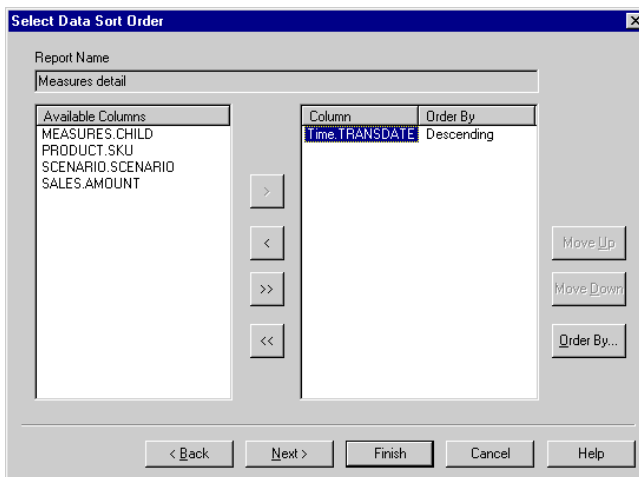 Select Data Sort Order
Report Name
Measures detail
Available Columns
MEASURES.CHILD
PRODUCT.SKU
SCENARIO.SCENARIO
SALES.AMOUNT
>
<
>>
<<
Column Order By
Time.TRANSDATE Descending
Move Up
Move Down
Order By...
< Back Next > Finish Cancel Help